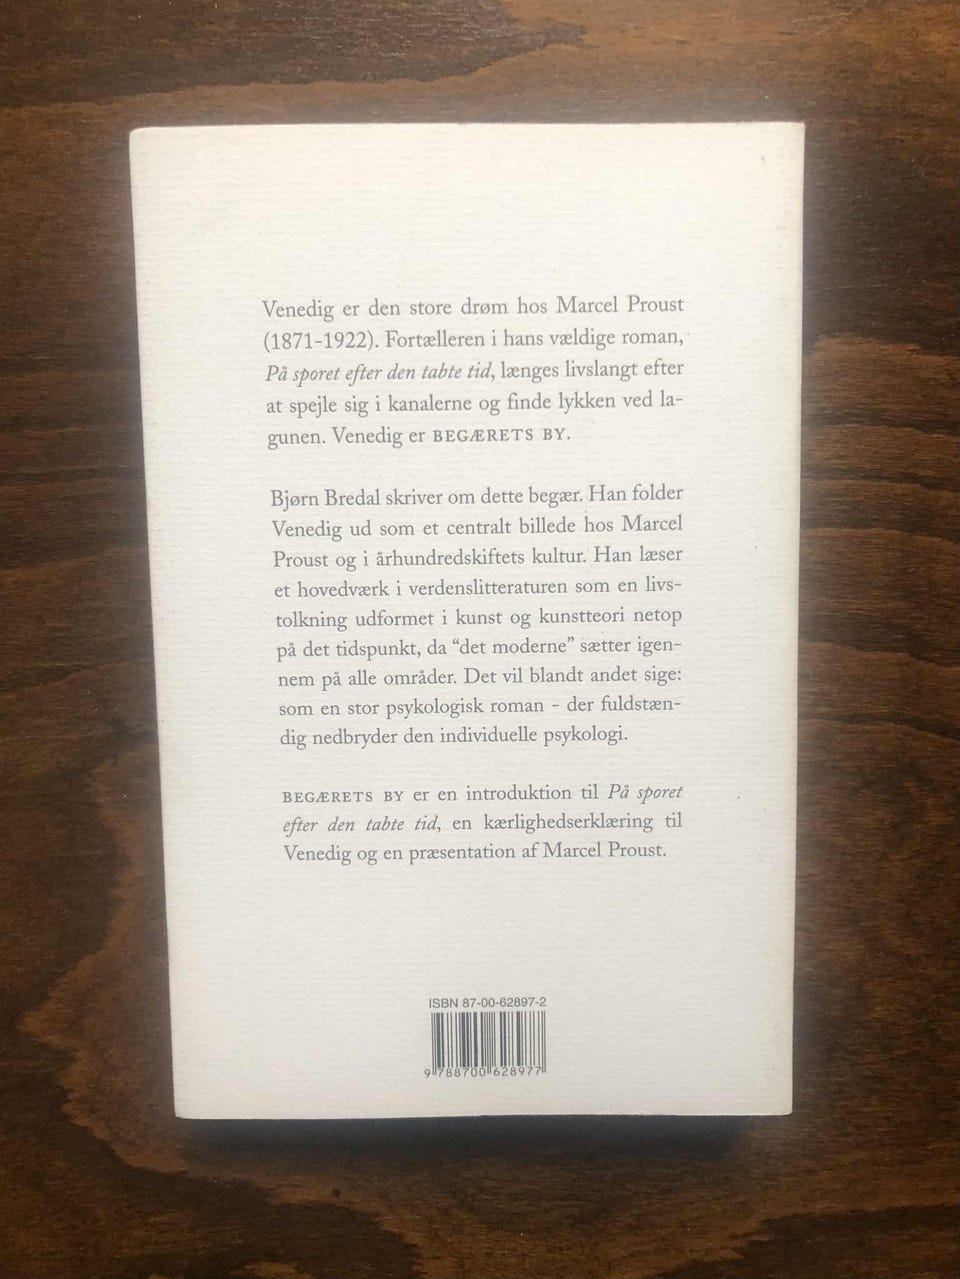 Venedig er den store drøm hos Marcel Proust
(1871-1922). Fortælleren i hans vældige roman,
På sporet efter den tabte tid, længes livslangt efter
at spejle sig i kanalerne og finde lykken ved la-
gunen. Venedig er BEGÆRETS BY.
Bjørn Bredal skriver om dette begær. Han folder
Venedig ud som et centralt billede hos Marcel
Proust og i århundredskiftets kultur. Han læser
et hovedværk i verdenslitteraturen som en livs-
tolkning udformet i kunst og kunstteori netop
på det tidspunkt, da “det moderne” sætter igen-
nem på alle områder. Det vil blandt andet sige:
som en stor psykologisk roman - der fuldstæn-
dig nedbryder den individuelle psykologi.
BEGÆRETS BY er en introduktion til På sporet
efter den tabte tid, en kærlighedserklæring til
Venedig og en præsentation af Marcel Proust.
ISBN 87-00-62897-2
9 788700 628977